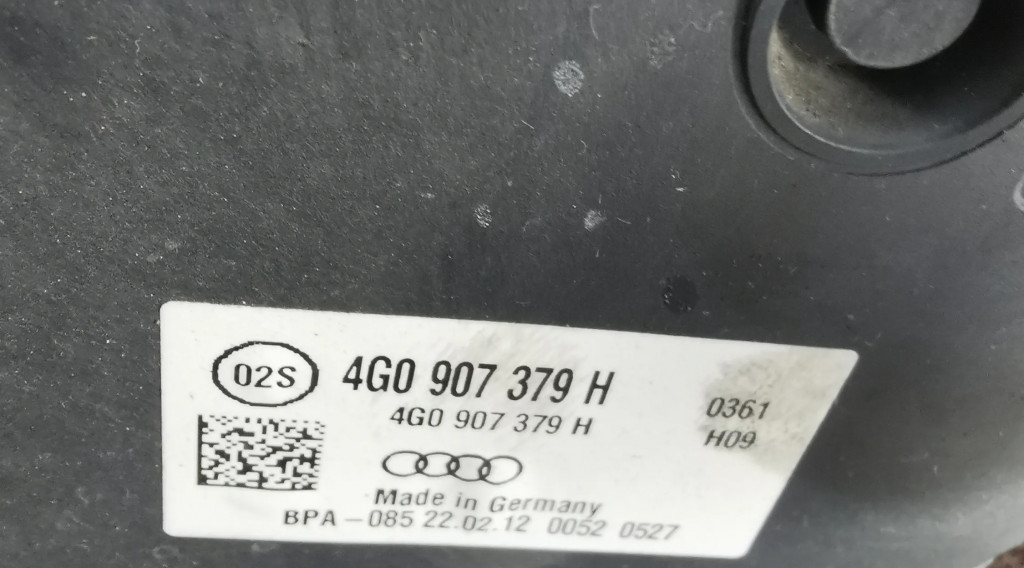 02S 4G0 907 379 H
4G0 907 379 H
0361
H09
Made in Germany
BPA-085 22.02.12 0052 0527